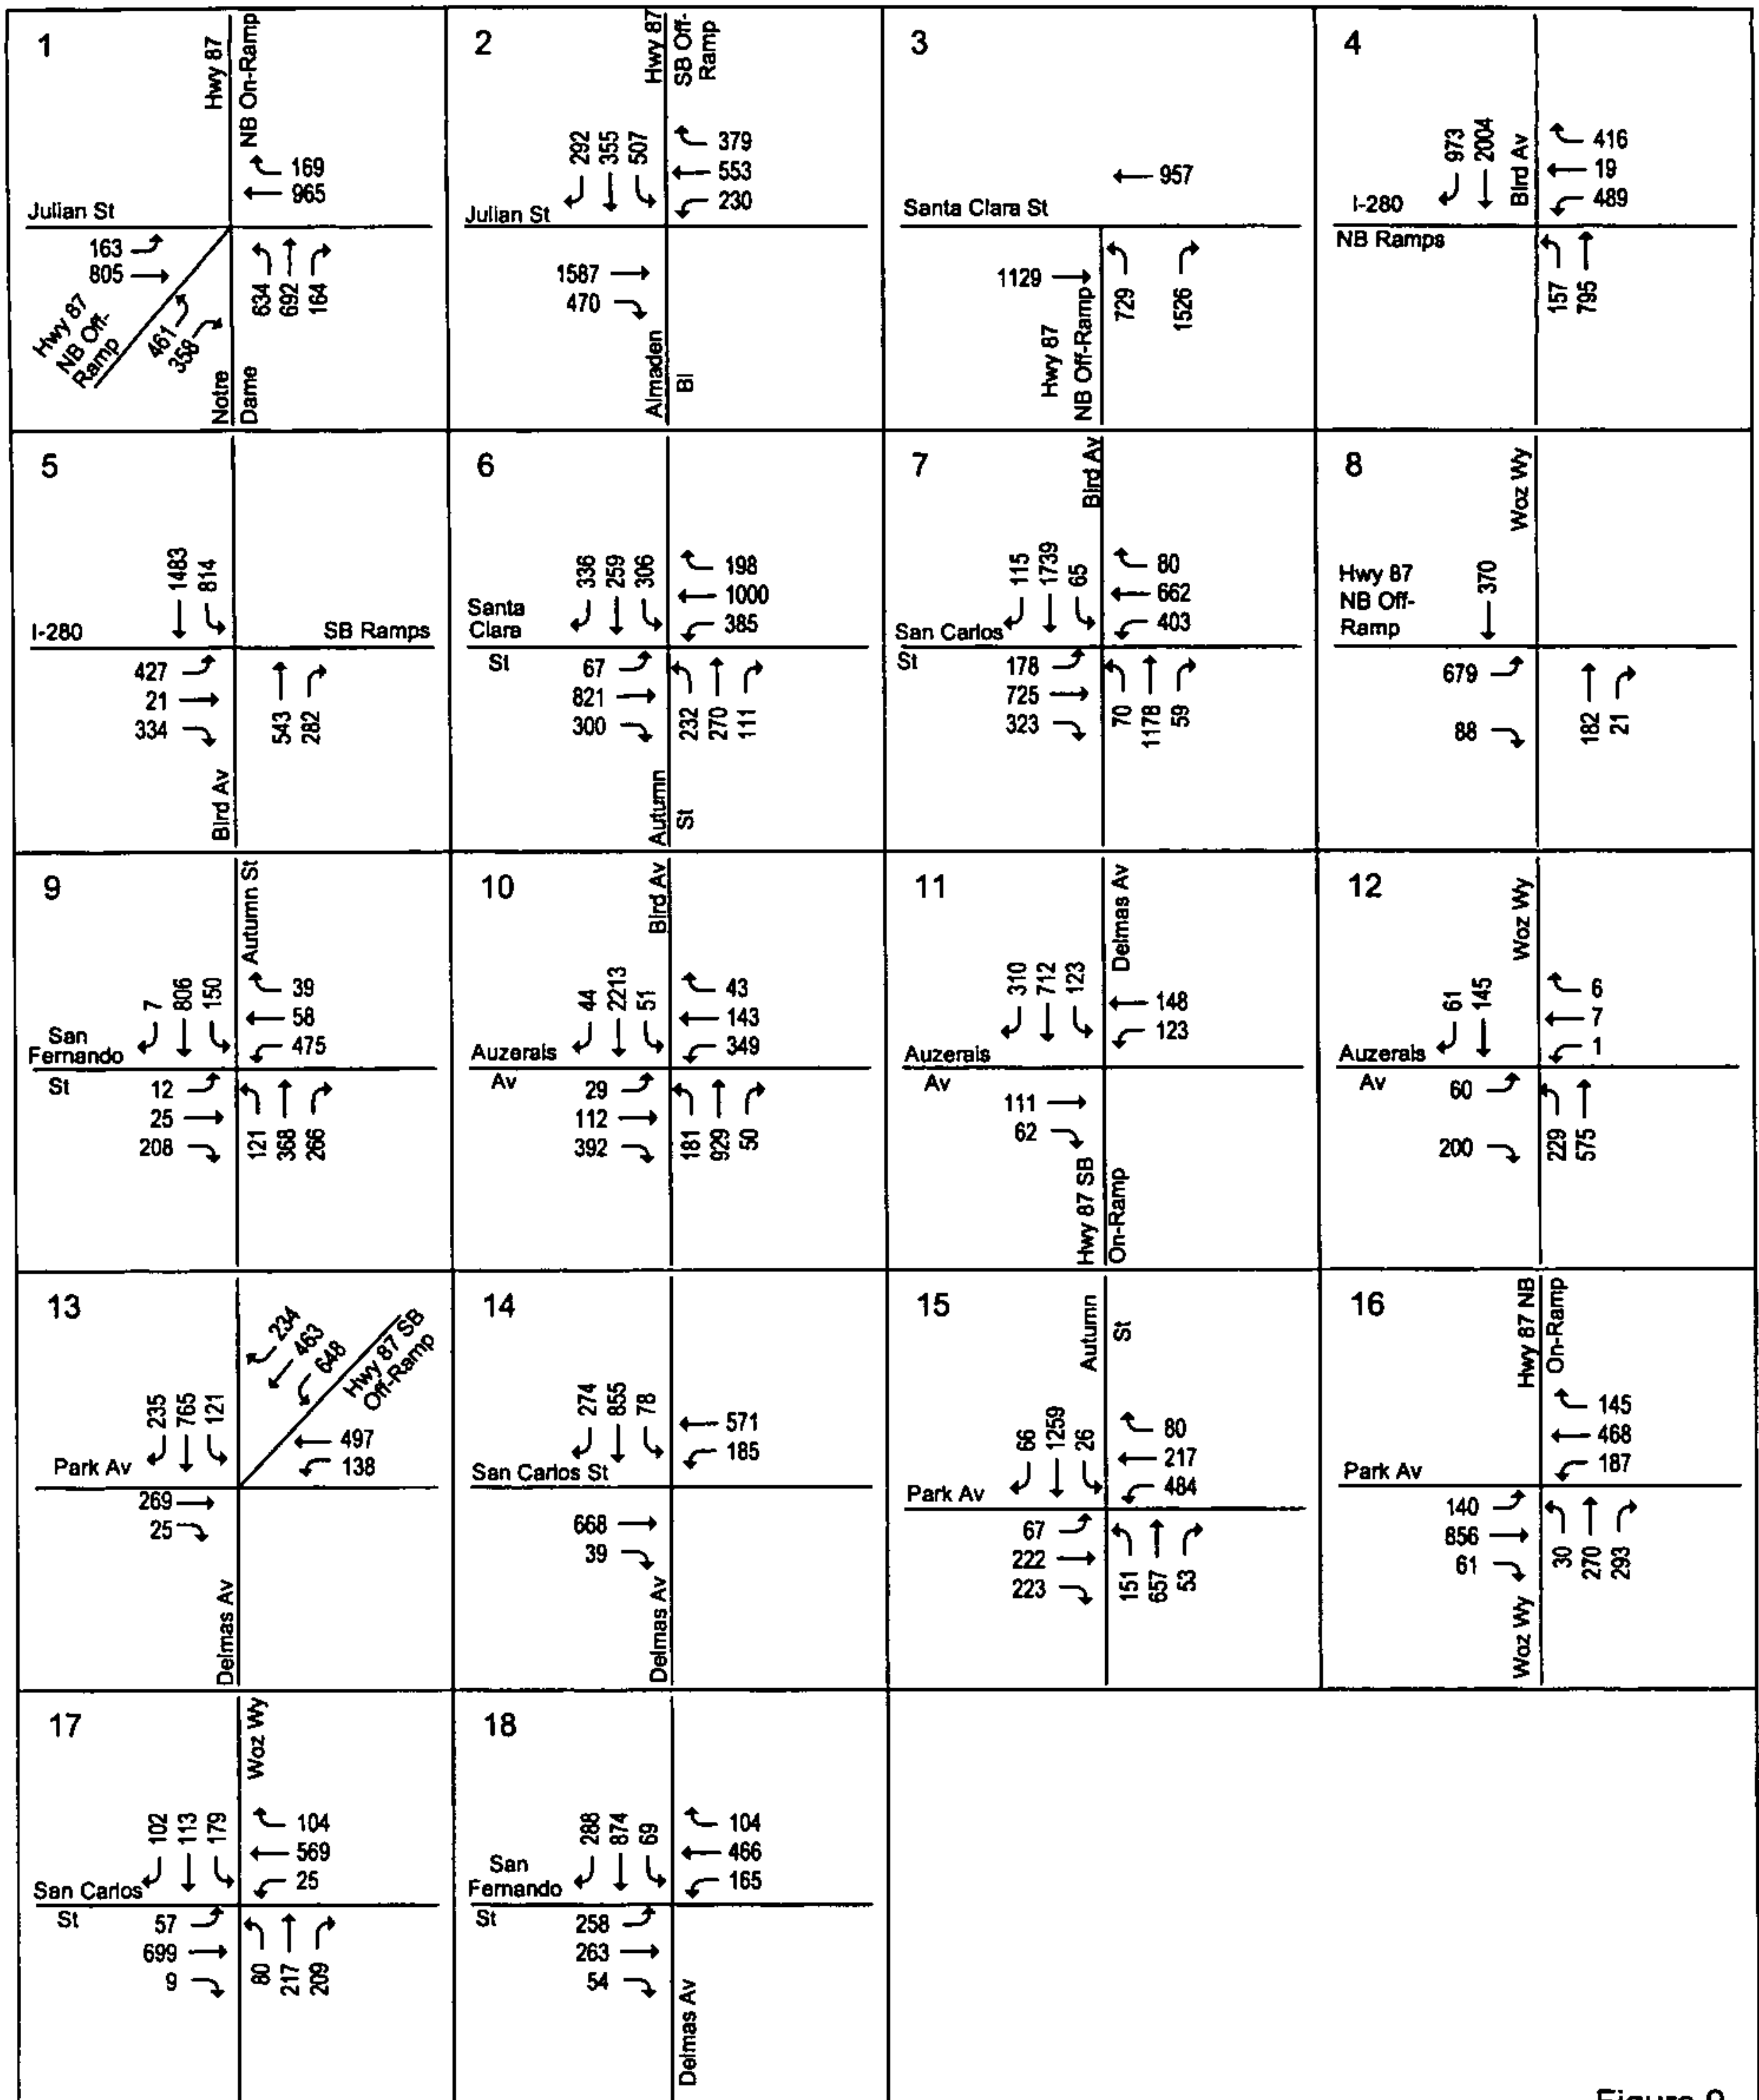 1
Hwy 87
NB On-Ramp
169
965
Julian St
163
805
Hwy 87
NB Off-
Ramp
461
358
634
692
164
Notre
Dame
2
Hwy 87
SB Off-
Ramp
292
355
507
379
553
230
Julian St
1587
470
Almaden
Bl
3
957
Santa Clara St
1129
Hwy 87
NB Off-Ramp
729
1526
4
973
2004
Bird Av
416
19
489
I-280
NB Ramps
157
795
5
1483
814
I-280
SB Ramps
427
21
334
543
282
Bird Av
6
336
259
306
198
1000
385
Santa
Clara
St
67
821
300
232
270
111
Autumn
St
7
Bird Av
115
1739
65
80
662
403
San Carlos
St
178
725
323
70
1178
59
8
Woz Wy
Hwy 87
NB Off-
Ramp
370
679
88
182
21
9
Autumn St
7
806
150
39
58
475
San
Fernando
St
12
25
208
121
368
266
10
Bird Av
44
2213
51
43
143
349
Auzerais
Av
29
112
392
181
929
50
11
Delmas Av
310
712
123
148
123
Auzerais
Av
111
62
Hwy 87 SB
On-Ramp
12
Woz Wy
61
145
6
7
1
Auzerais
Av
60
200
229
575
13
234
463
648
Hwy 87 SB
Off-Ramp
235
765
121
497
138
Park Av
269
25
Delmas Av
14
274
855
78
571
185
San Carlos St
668
39
Delmas Av
15
Autumn
St
66
1259
26
80
217
484
Park Av
67
222
223
151
657
53
16
Hwy 87 NB
On-Ramp
145
468
187
Park Av
140
856
61
30
270
293
Woz Wy
17
Woz Wy
102
113
179
104
569
25
San Carlos
St
57
699
9
80
217
209
18
288
874
69
104
466
165
San
Fernando
St
258
263
54
Delmas Av